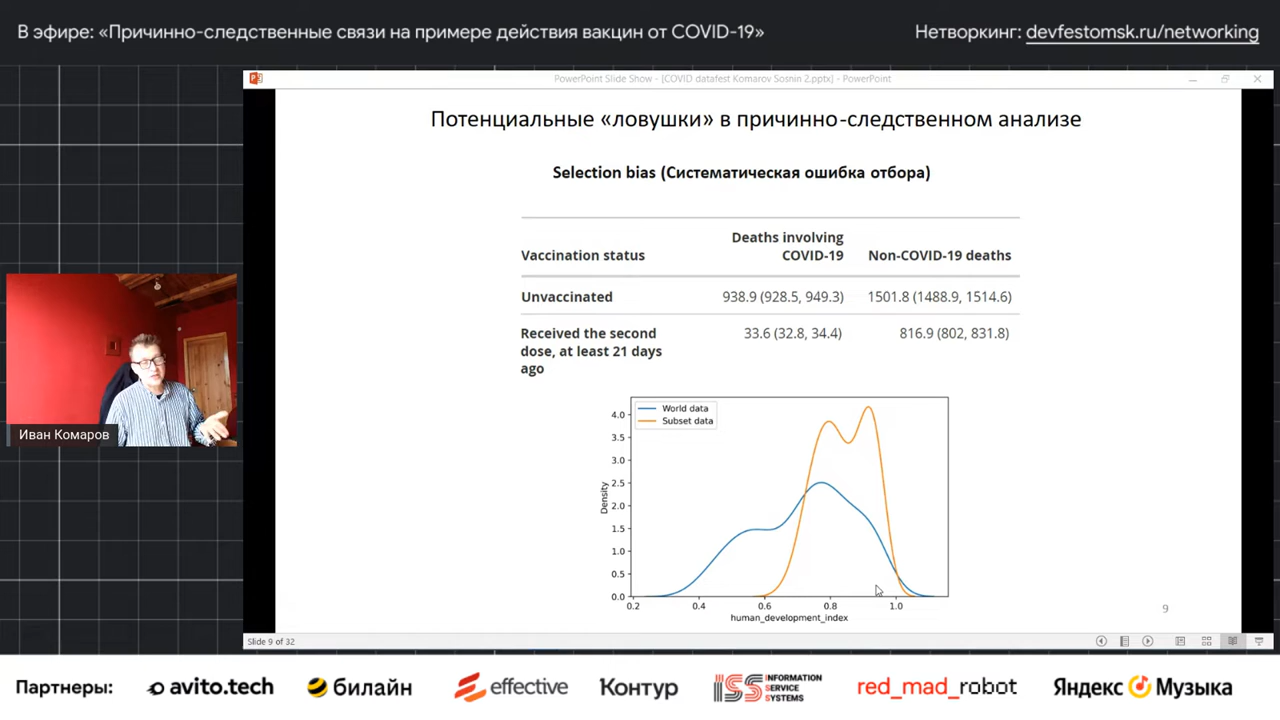 В эфире: «Причинно-следственные связи на примере действия вакцин от COVID-19»
Нетворкинг: devfestomsk.ru/networking
PowerPoint Slide Show - [COVID datafest Komarov Sosnin 2.pptx] - PowerPoint
Потенциальные «ловушки» в причинно-следственном анализе
Selection bias (Систематическая ошибка отбора)
Vaccination status
Deaths involving
COVID-19
Non-COVID-19 deaths
Unvaccinated
938.9 (928.5, 949.3)
1501.8 (1488.9, 1514.6)
Received the second
dose, at least 21 days
ago
33.6 (32.8, 34.4)
816.9 (802, 831.8)
World data
Subset data
4.0
3.5
3.0
2.5
2.0
1.5
1.0
0.5
0.0
Density
0.2 0.4 0.6 0.8 1.0
human_development_index
9
Иван Комаров
Slide 9 of 32
Партнеры:
avito.tech
билайн
effective
Контур
ISS INFORMATION
SERVICE
SYSTEMS
red_mad_robot
Яндекс Музыка